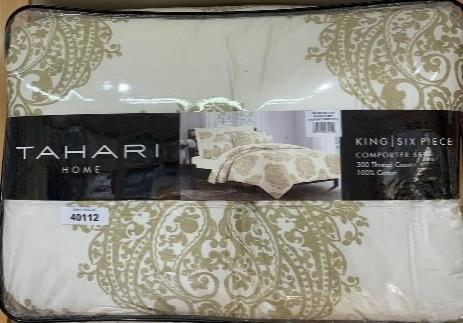 TAHARI
HOME
KING|SIX PIECE
COMFORTER SET
300 Thread Count
100% Cotton
40112